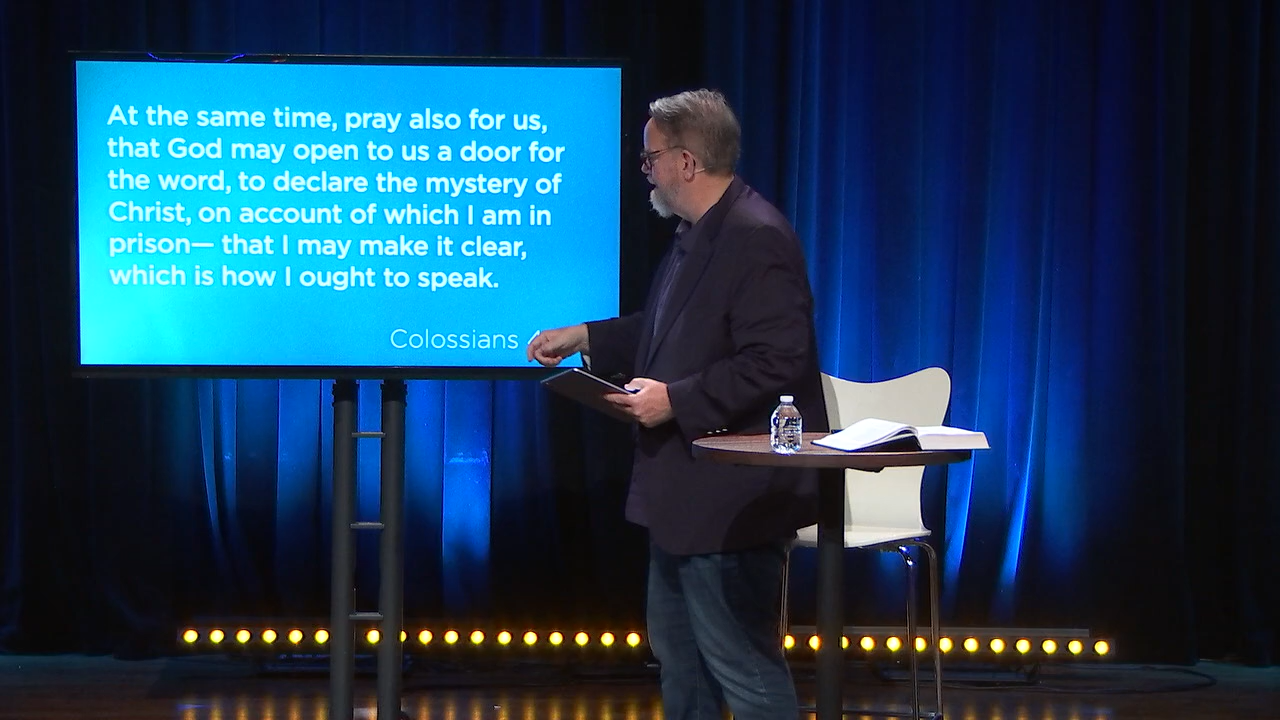 At the same time, pray also for us,
that God may open to us a door for
the word, to declare the mystery of
Christ, on account of which I am in
prison— that I may make it clear,
which is how I ought to speak.
Colossians